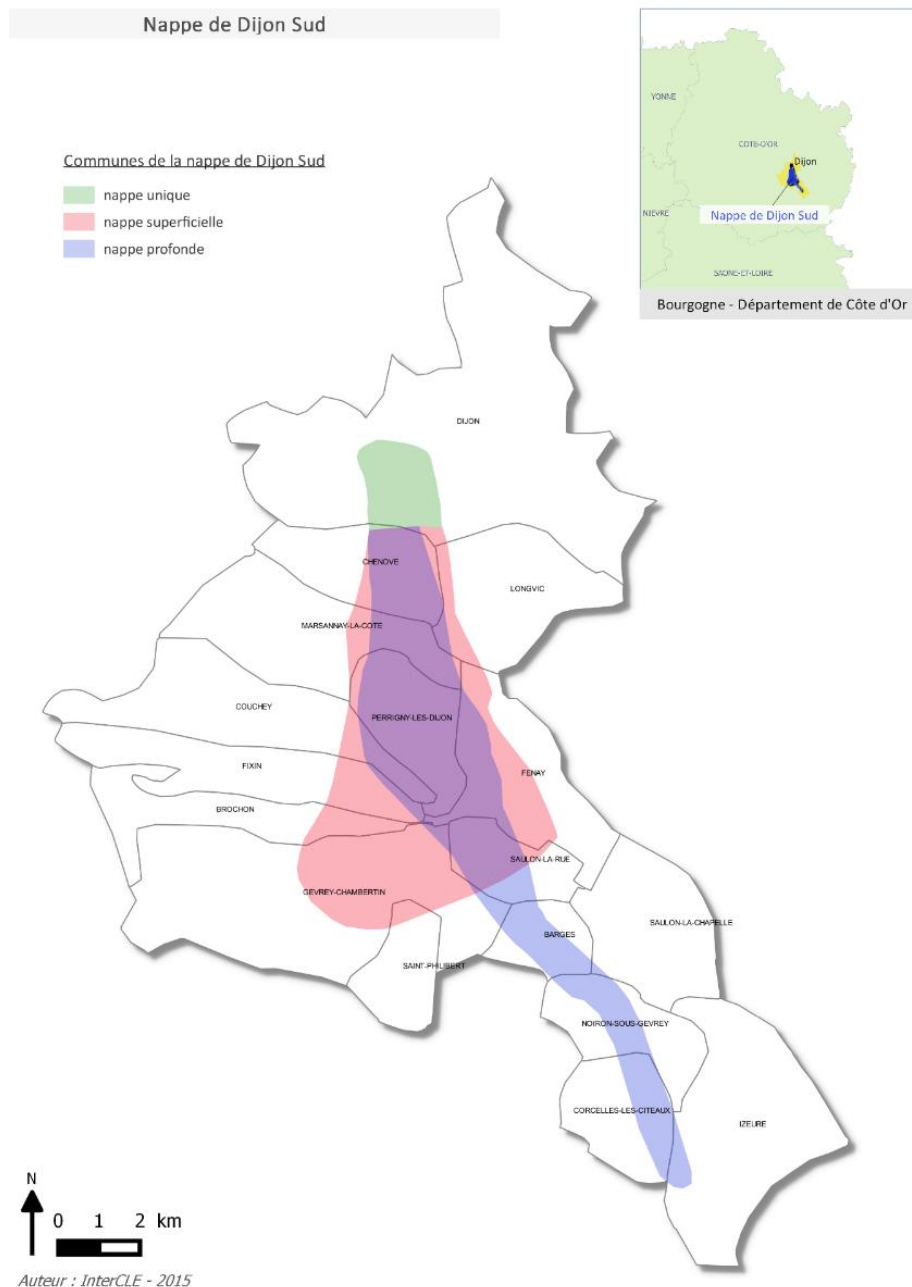 Nappe de Dijon Sud
YONNE
COTE-D'OR
Dijon
Nappe de Dijon Sud
NIEVRE
SAONE-ET-LOIRE
Bourgogne - Département de Côte d'Or
Communes de la nappe de Dijon Sud
nappe unique
nappe superficielle
nappe profonde
DIJON
CHENOVE
LONGVIC
MARSANNAY-LA-COTE
COUCHEY
PERRIGNY-LES-DIJON
FIXIN
FENAY
BROCHON
SAULON-LA-RUE
GEVREY-CHAMBERTIN
SAULON-LA-CHAPELLE
BARGES
SAINT-PHILIBERT
NOIRON-SOUS-GEVREY
CORCELLES-LES-CITEAUX
IZEURE
N
0 1 2 km
Auteur : InterCLE - 2015